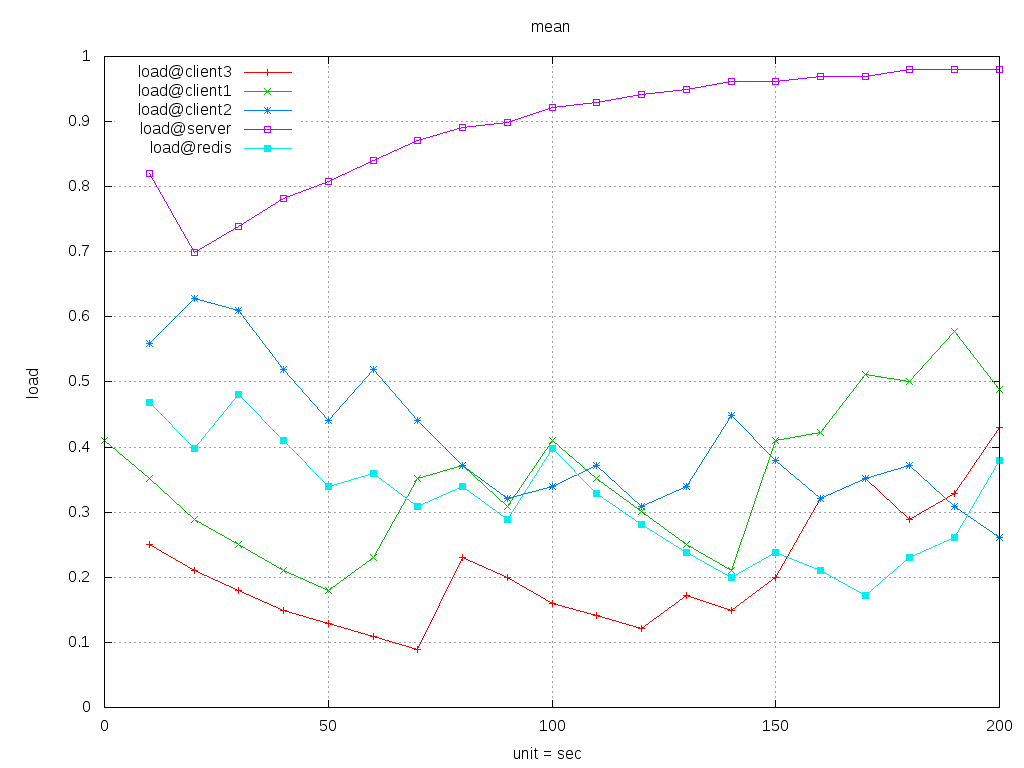 mean
load
1
0.9
0.8
0.7
0.6
0.5
0.4
0.3
0.2
0.1
0
load@client3
load@client1
load@client2
load@server
load@redis
0 50 100 150 200
unit = sec